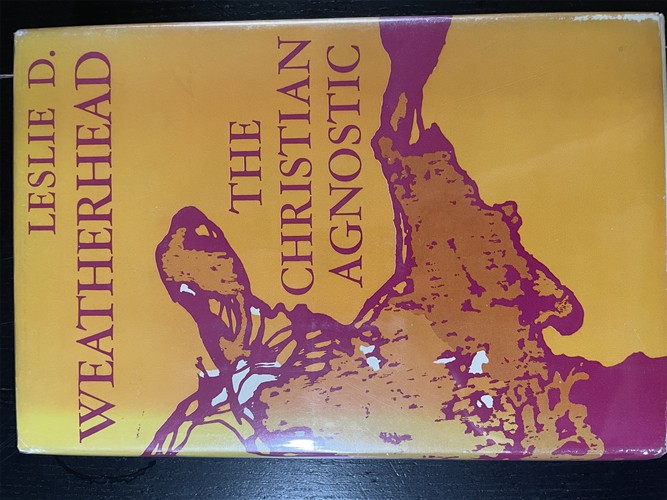 LESLIE D.
WEATHERHEAD
THE
CHRISTIAN
AGNOSTIC